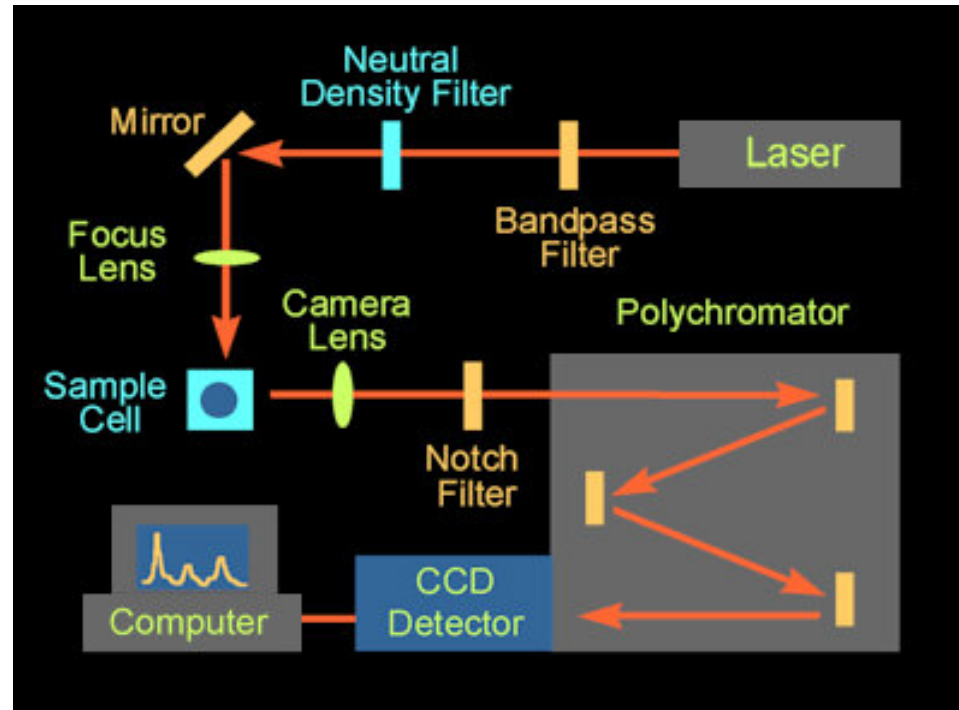 Neutral
Density Filter
Mirror
Laser
Bandpass
Filter
Focus
Lens
Camera
Lens
Polychromator
Sample
Cell
Notch
Filter
CCD
Detector
Computer